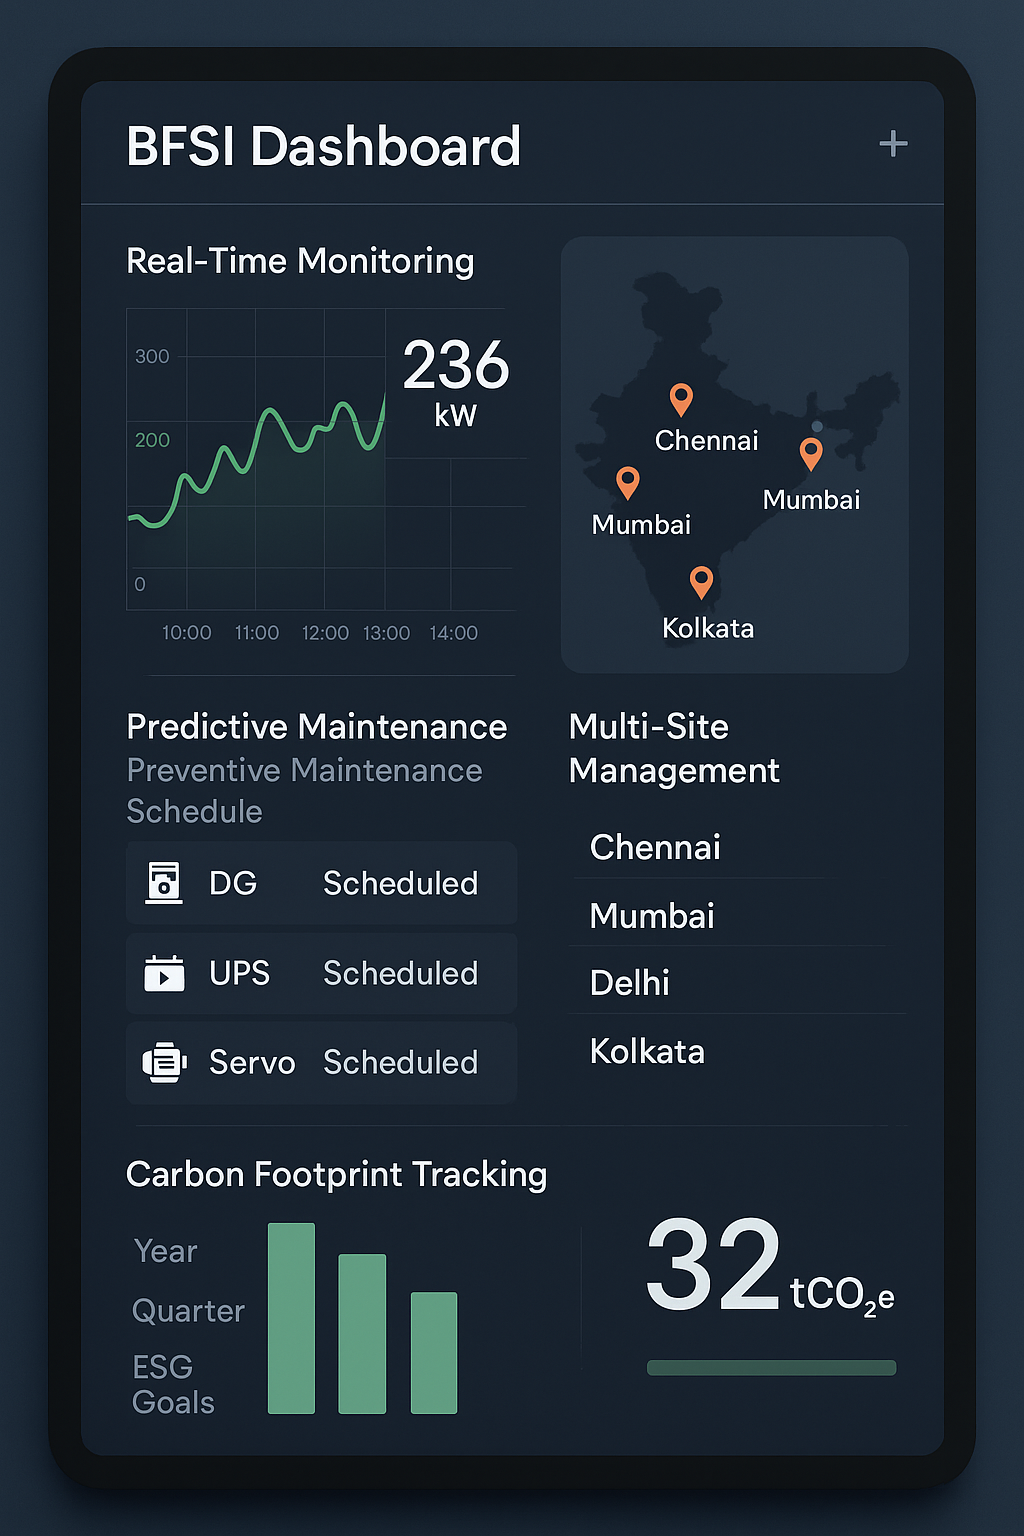 BFSI Dashboard
Real-Time Monitoring
300
200
0
236
kW
10:00 11:00 12:00 13:00 14:00
Chennai
Mumbai
Mumbai
Kolkata
Predictive Maintenance
Preventive Maintenance
Schedule
DG Scheduled
UPS Scheduled
Servo Scheduled
Multi-Site
Management
Chennai
Mumbai
Delhi
Kolkata
Carbon Footprint Tracking
Year
Quarter
ESG
Goals
32 tCO₂e